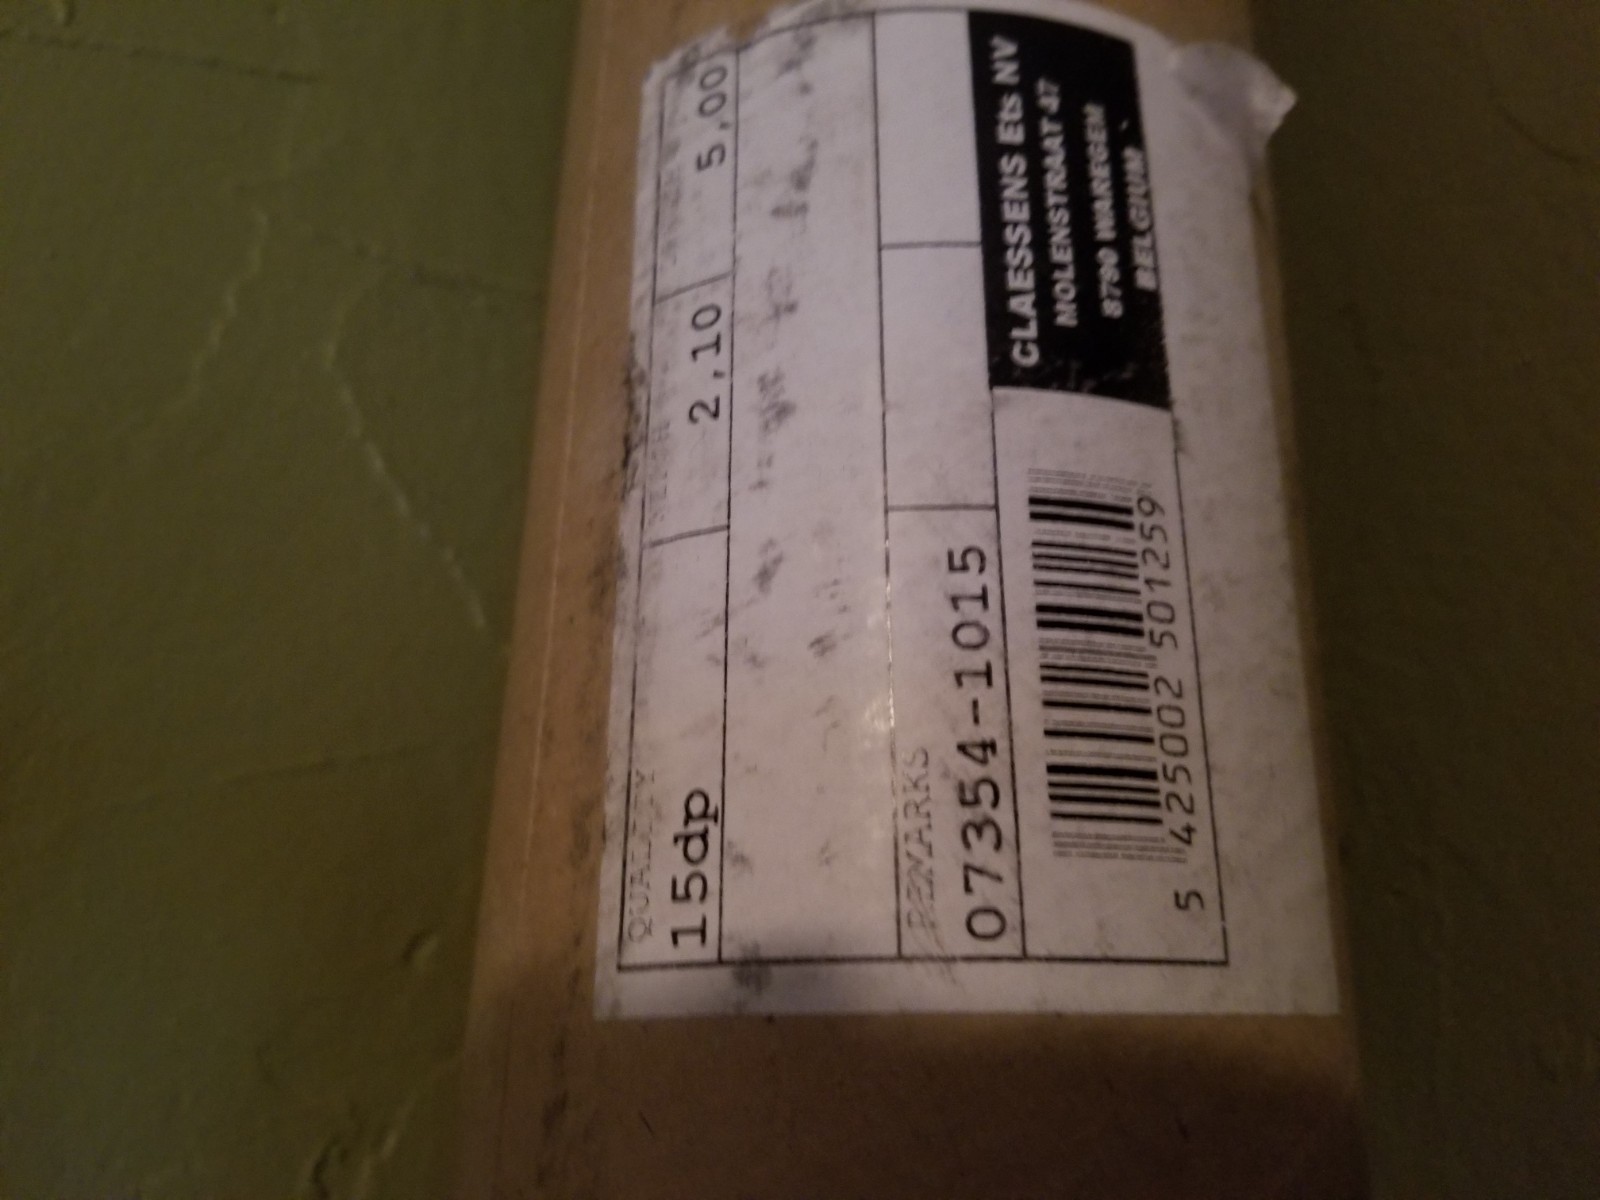 QUALITY
15dp
2,10
5,00
REMARKS
07354-1015
CLAESSENS Ets NV
MOLENSTRAAT 47
8790 WAREGEM
BELGIUM
5 425002 501259